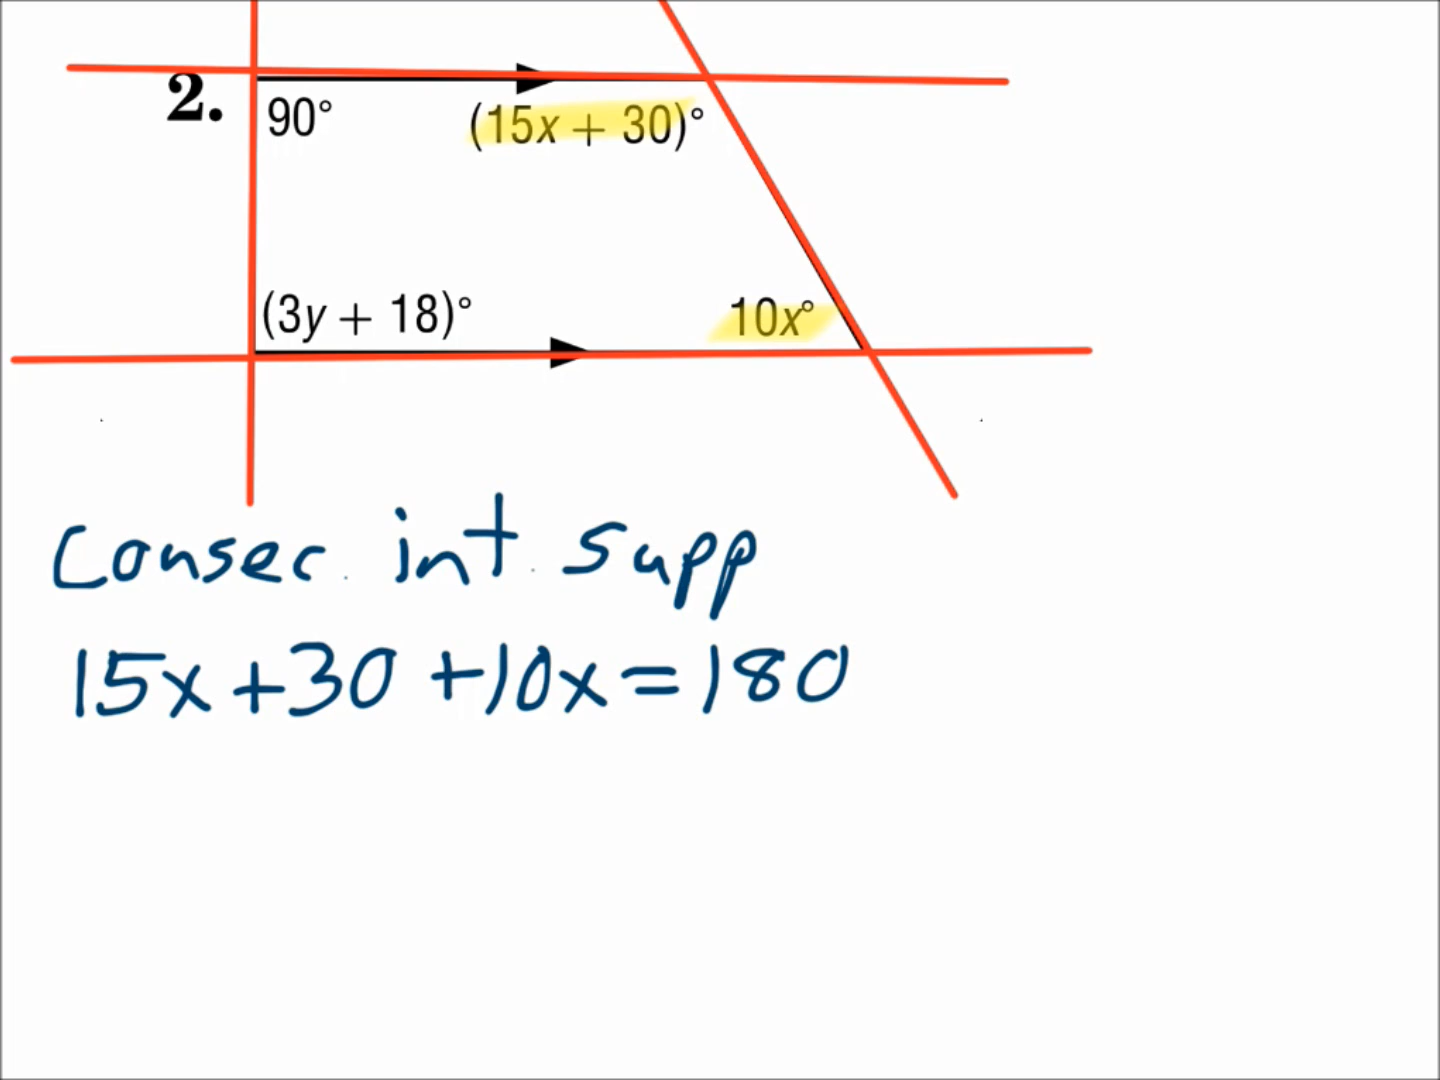 2.
90°
(15x + 30)°
(3y + 18)°
10x°
Consec. int. supp
15x + 30 + 10x = 180